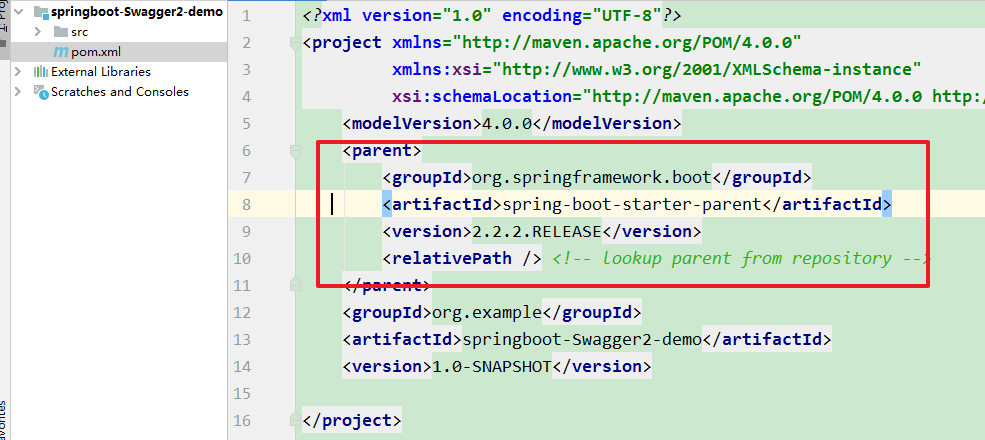 springboot-Swagger2-demo
src
pom.xml
External Libraries
Scratches and Consoles
1 <?xml version="1.0" encoding="UTF-8"?>
2 <project xmlns="http://maven.apache.org/POM/4.0.0"
3 xmlns:xsi="http://www.w3.org/2001/XMLSchema-instance"
4 xsi:schemaLocation="http://maven.apache.org/POM/4.0.0 http:/
5 <modelVersion>4.0.0</modelVersion>
6 <parent>
7 <groupId>org.springframework.boot</groupId>
8 <artifactId>spring-boot-starter-parent</artifactId>
9 <version>2.2.2.RELEASE</version>
10 <relativePath /> <!-- lookup parent from repository -->
11 </parent>
12 <groupId>org.example</groupId>
13 <artifactId>springboot-Swagger2-demo</artifactId>
14 <version>1.0-SNAPSHOT</version>
15
16 </project>